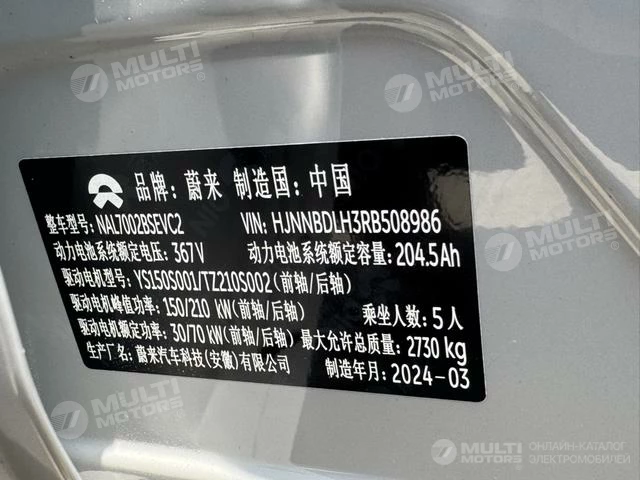 品牌: 蔚来 制造国: 中国
整车型号: NAL7002BSEVC2 VIN: HJNNBDLH3RB508986
动力电池系统额定电压: 367V 动力电池系统额定容量: 204.5Ah
驱动电机型号: YS150S001/TZ210S002(前轴/后轴)
驱动电机峰值功率: 150/210 kW(前轴/后轴) 乘坐人数: 5人
驱动电机额定功率: 30/70 kW(前轴/后轴) 最大允许总质量: 2730 kg
生产厂名: 蔚来汽车科技(安徽)有限公司 制造年月: 2024-03
MULTI MOTORS
MULTI MOTORS
MULTI MOTORS
MULTI MOTORS
MULTI MOTORS
MULTI MOTORS ОНЛАЙН-КАТАЛОГ
ЭЛЕКТРОМОБИЛЕЙ